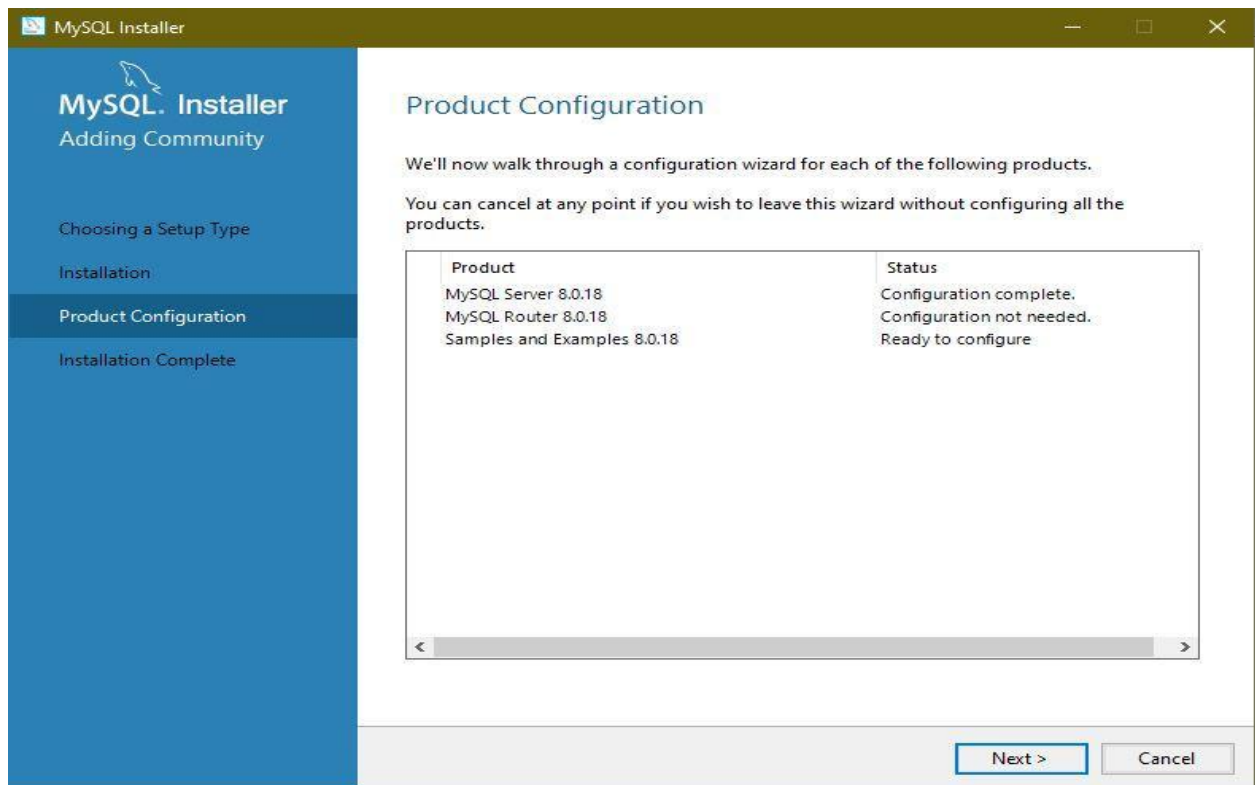 MySQL Installer
MySQL. Installer
Adding Community
Choosing a Setup Type
Installation
Product Configuration
Installation Complete
Product Configuration
We'll now walk through a configuration wizard for each of the following products.
You can cancel at any point if you wish to leave this wizard without configuring all the
products.
Product Status
MySQL Server 8.0.18 Configuration complete.
MySQL Router 8.0.18 Configuration not needed.
Samples and Examples 8.0.18 Ready to configure
Next > Cancel